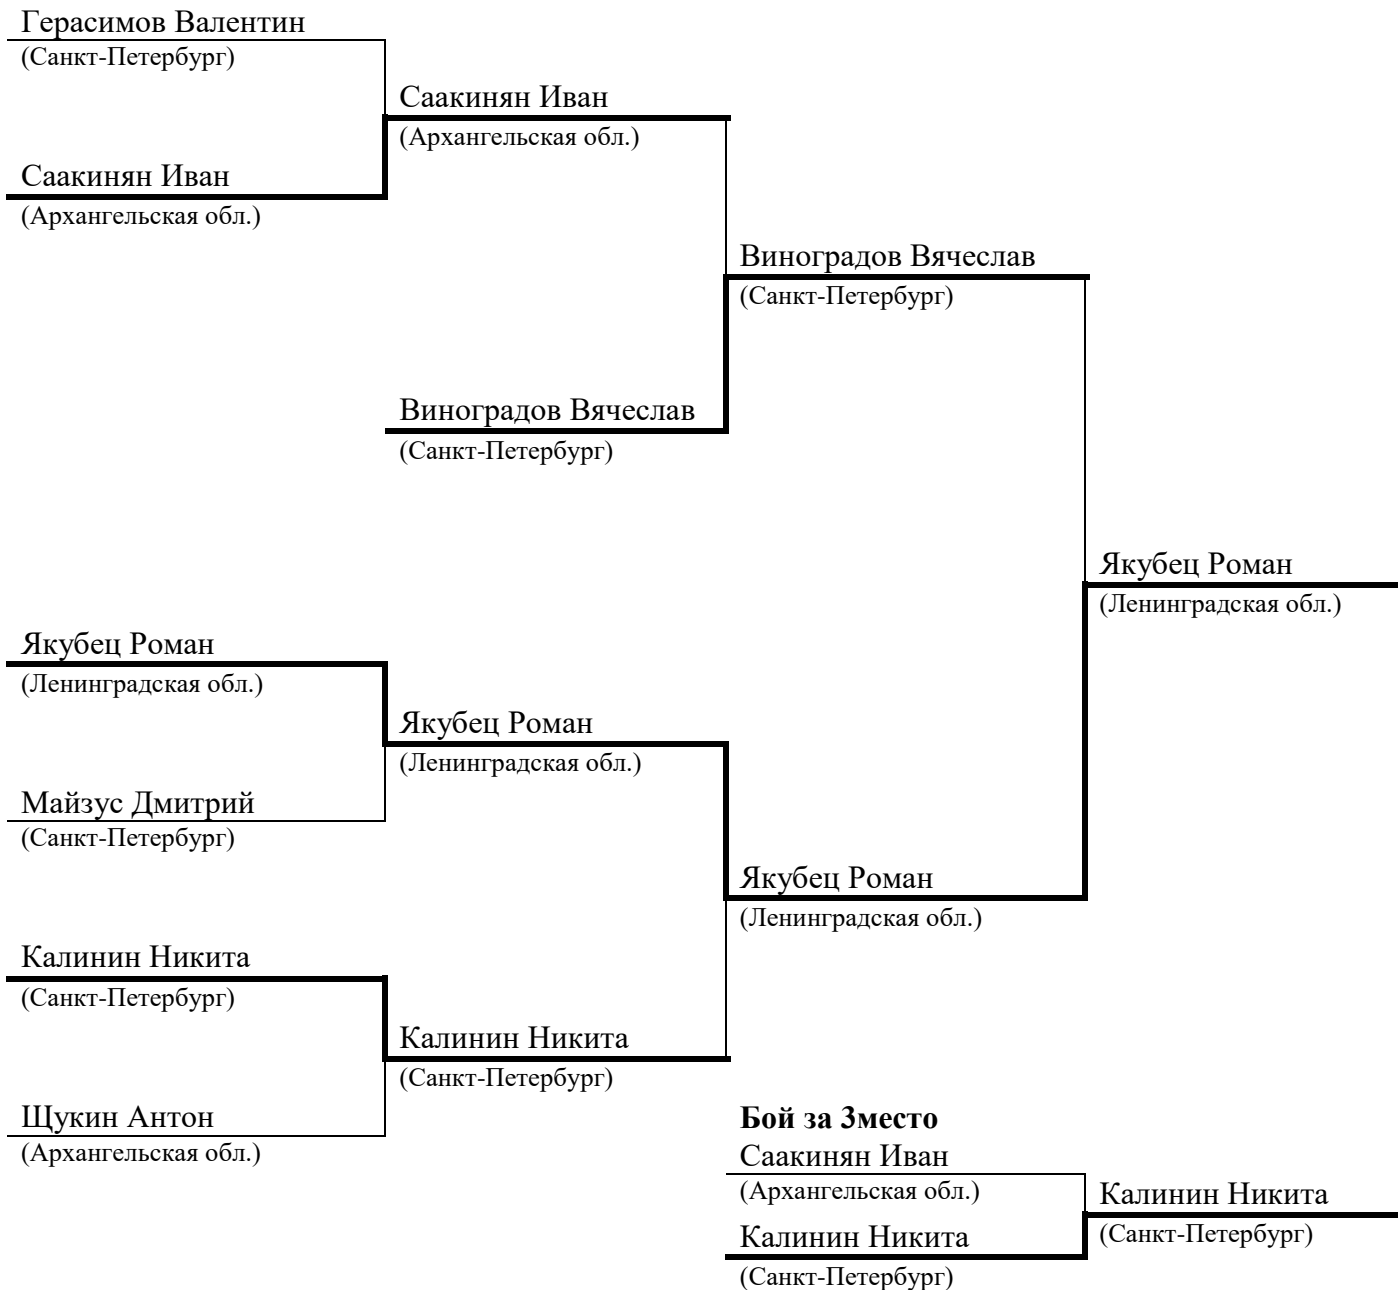 Герасимов Валентин
(Санкт-Петербург)
Саакинян Иван
(Архангельская обл.)
Саакинян Иван
(Архангельская обл.)
Виноградов Вячеслав
(Санкт-Петербург)
Виноградов Вячеслав
(Санкт-Петербург)
Якубец Роман
(Ленинградская обл.)
Якубец Роман
(Ленинградская обл.)
Якубец Роман
(Ленинградская обл.)
Майзус Дмитрий
(Санкт-Петербург)
Якубец Роман
(Ленинградская обл.)
Калинин Никита
(Санкт-Петербург)
Калинин Никита
(Санкт-Петербург)
Щукин Антон
(Архангельская обл.)
Бой за 3место
Саакинян Иван
(Архангельская обл.)
Калинин Никита
(Санкт-Петербург)
Калинин Никита
(Санкт-Петербург)